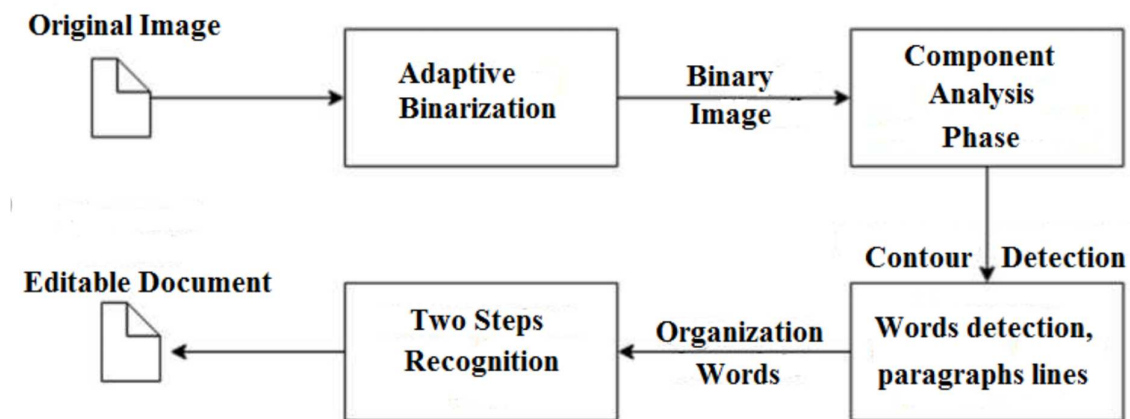 Original Image
Adaptive
Binarization
Binary
Image
Component
Analysis
Phase
Contour Detection
Words detection,
paragraphs lines
Organization
Words
Two Steps
Recognition
Editable Document